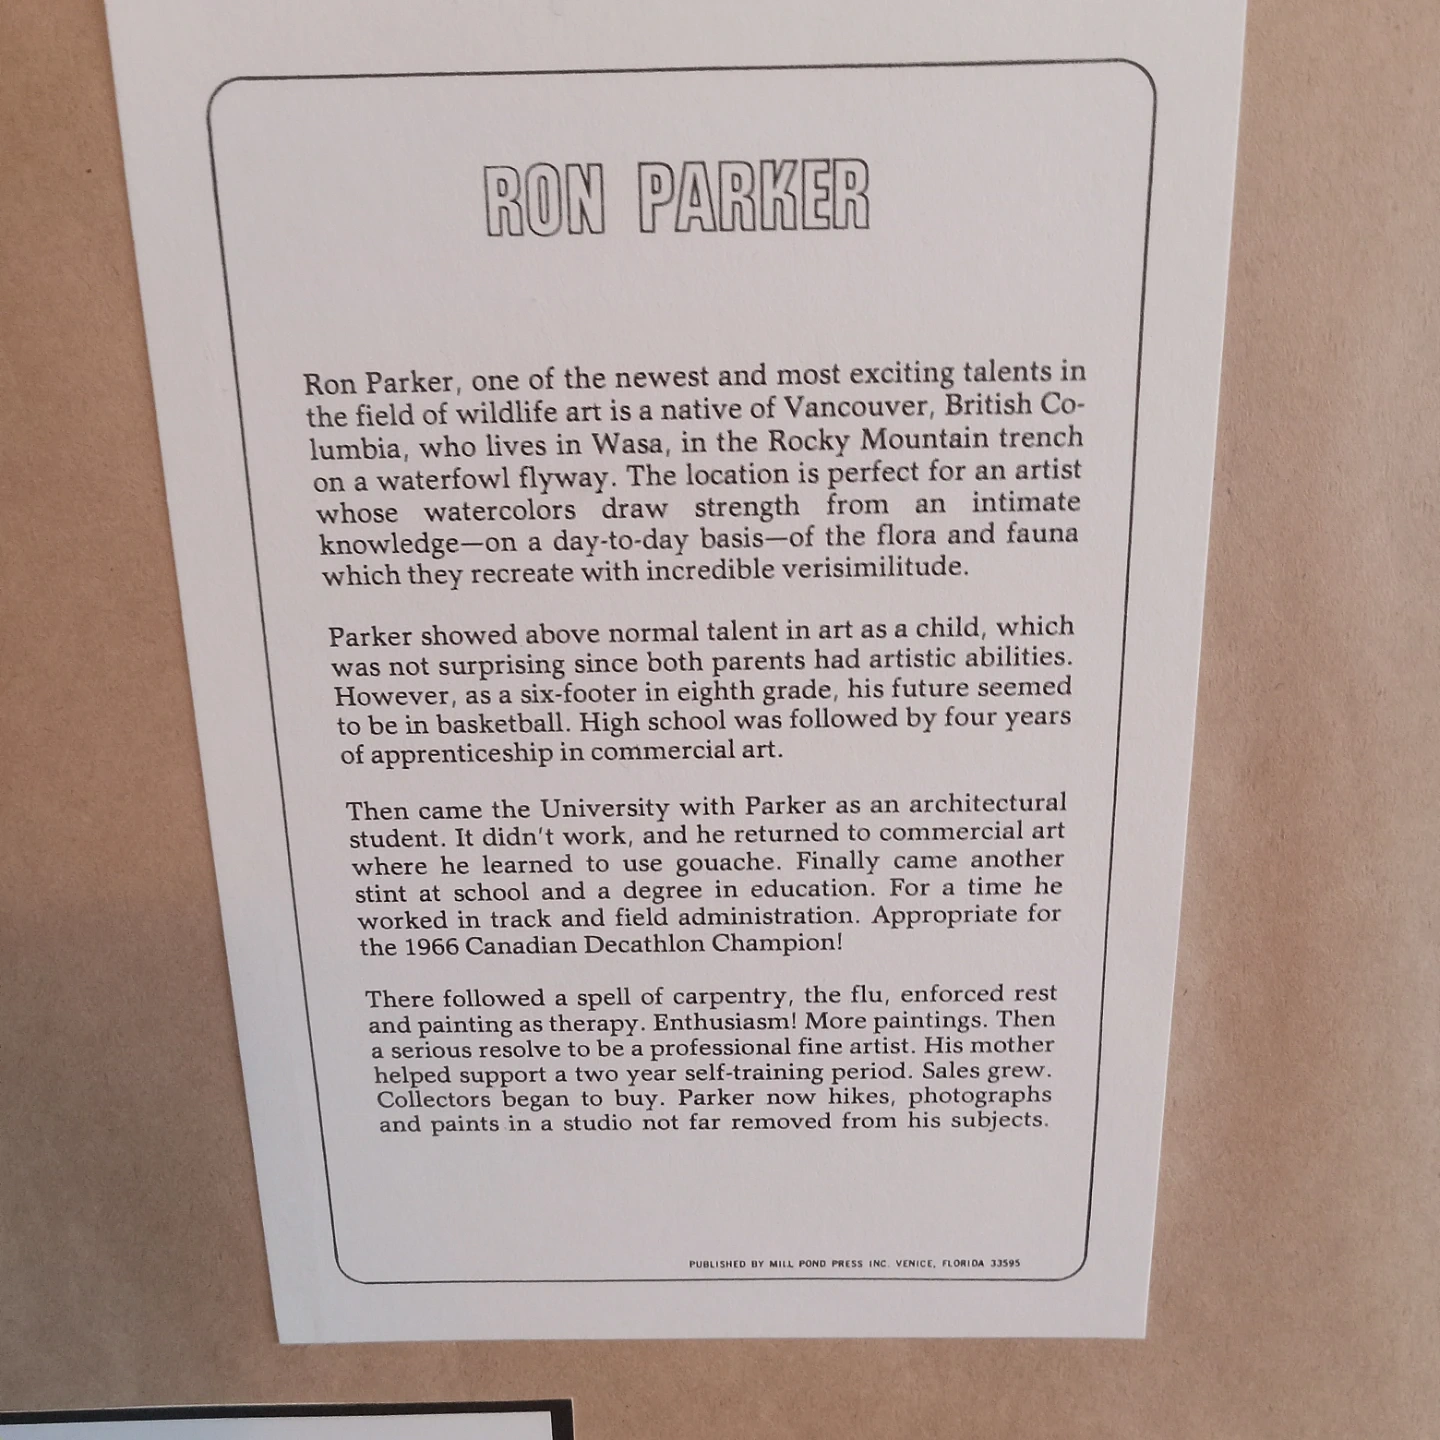 RON PARKER
Ron Parker, one of the newest and most exciting talents in
the field of wildlife art is a native of Vancouver, British Co-
lumbia, who lives in Wasa, in the Rocky Mountain trench
on a waterfowl flyway. The location is perfect for an artist
whose watercolors draw strength from an intimate
knowledge—on a day-to-day basis—of the flora and fauna
which they recreate with incredible verisimilitude.
Parker showed above normal talent in art as a child, which
was not surprising since both parents had artistic abilities.
However, as a six-footer in eighth grade, his future seemed
to be in basketball. High school was followed by four years
of apprenticeship in commercial art.
Then came the University with Parker as an architectural
student. It didn't work, and he returned to commercial art
where he learned to use gouache. Finally came another
stint at school and a degree in education. For a time he
worked in track and field administration. Appropriate for
the 1966 Canadian Decathlon Champion!
There followed a spell of carpentry, the flu, enforced rest
and painting as therapy. Enthusiasm! More paintings. Then
a serious resolve to be a professional fine artist. His mother
helped support a two year self-training period. Sales grew.
Collectors began to buy. Parker now hikes, photographs
and paints in a studio not far removed from his subjects.
PUBLISHED BY MILL POND PRESS INC. VENICE, FLORIDA 33595